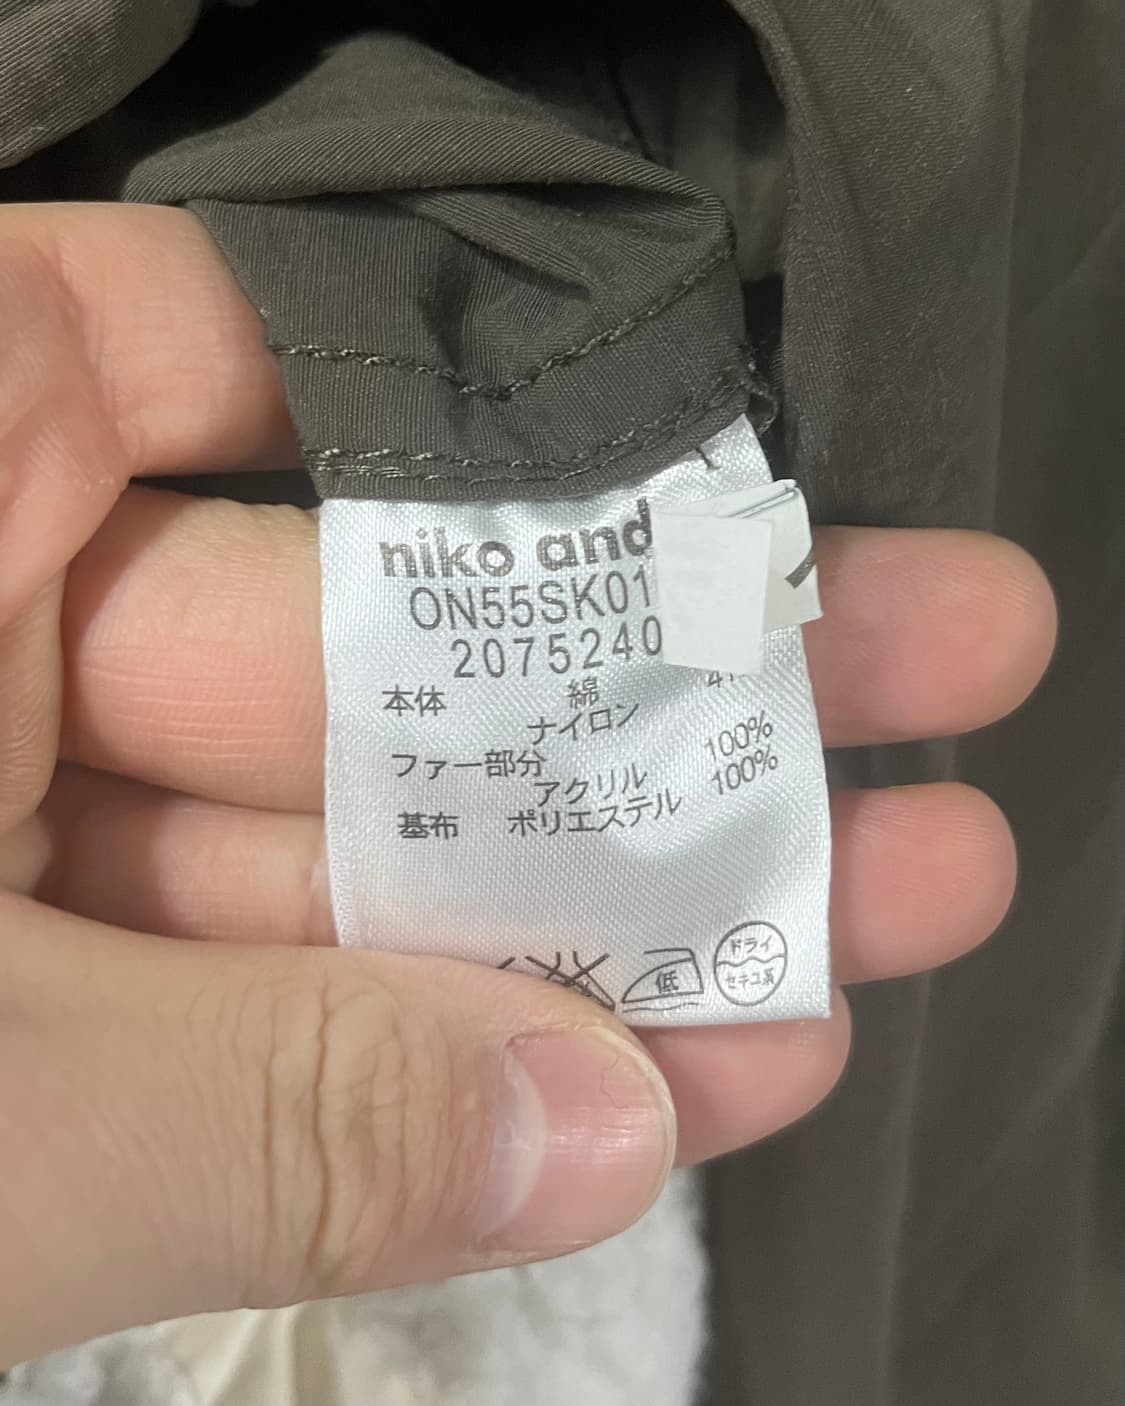 niko and
ON55SK01
2075240
本体 綿
ナイロン
ファー部分
アクリル 100%
基布 ポリエステル 100%
低
ドライ
セキユ系